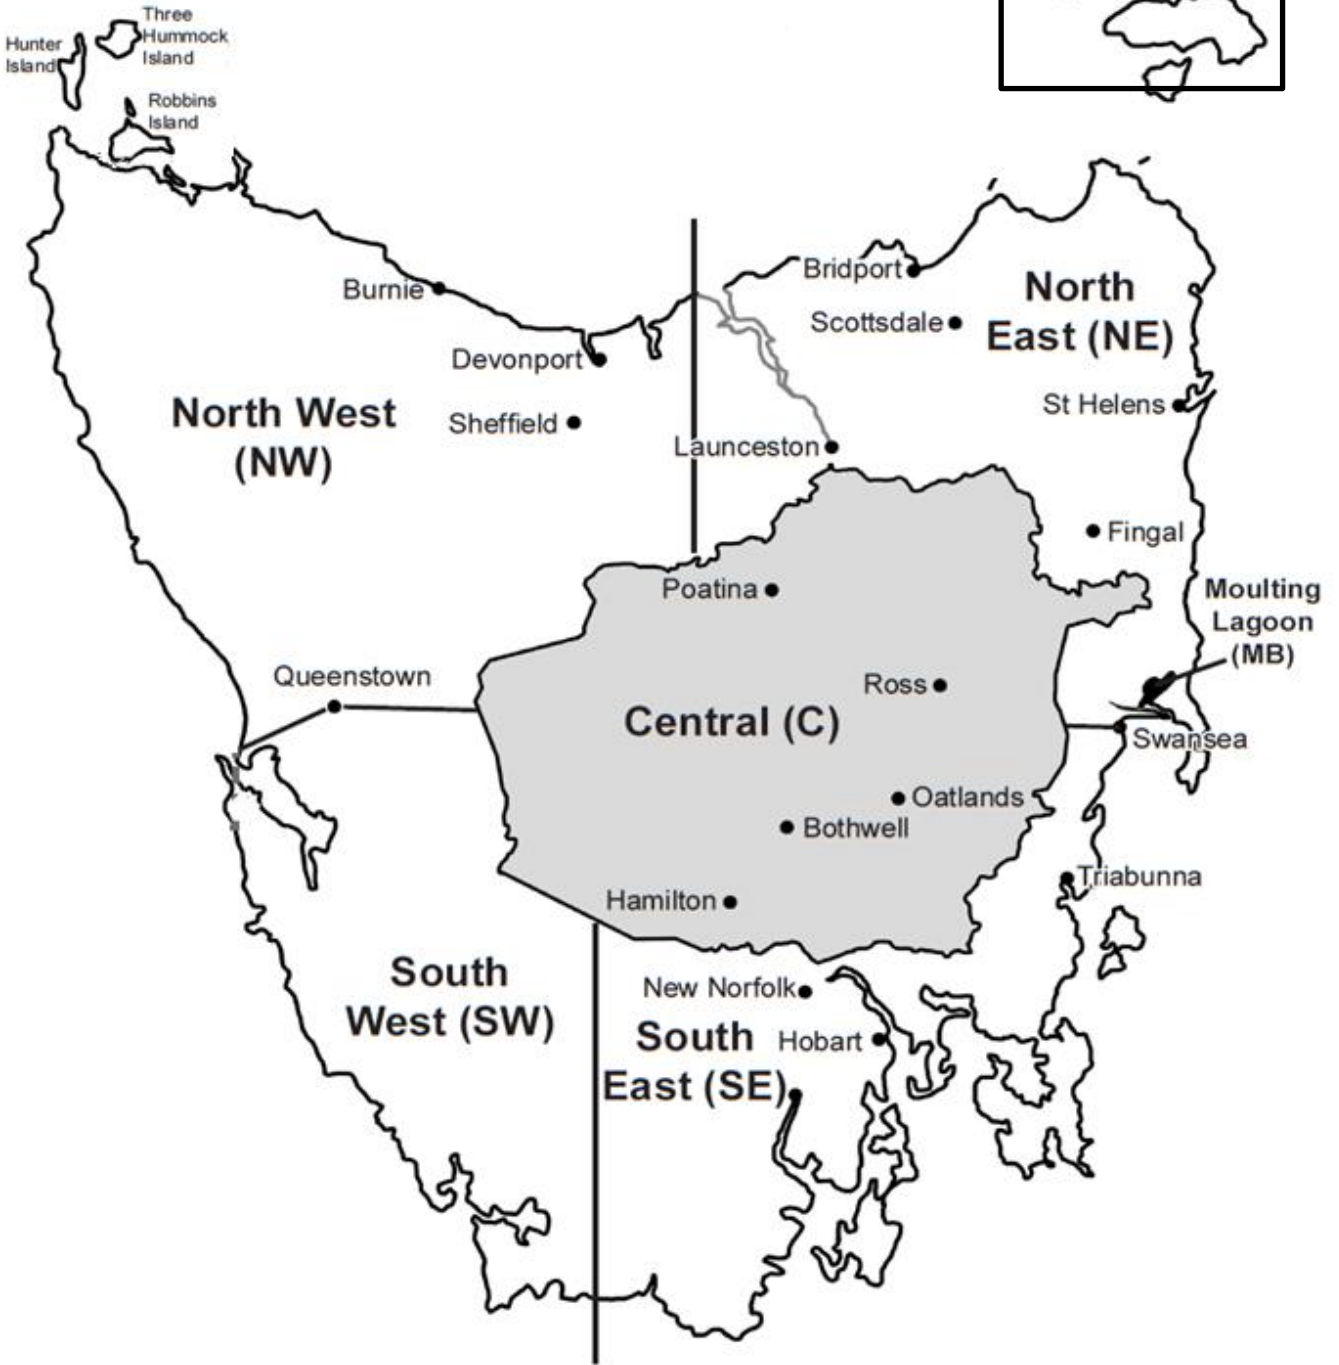 Three
Hummock
Island
Hunter
Island
Robbins
Island
Bridport
North
East (NE)
Burnie
Scottsdale
Devonport
North West
(NW)
Sheffield
St Helens
Launceston
Fingal
Poatina
Moulting
Lagoon
(MB)
Queenstown
Ross
Central (C)
Swansea
Oatlands
Bothwell
Triabunna
Hamilton
South
West (SW)
New Norfolk
South
East (SE)
Hobart